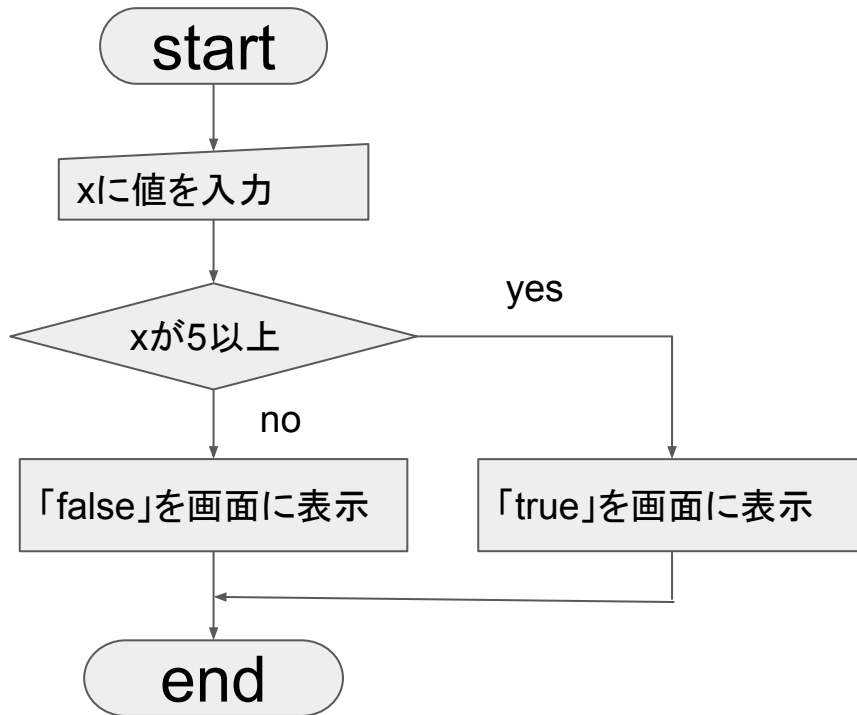 start
xに値を入力
yes
xが5以上
no
「false」を画面に表示
「true」を画面に表示
end